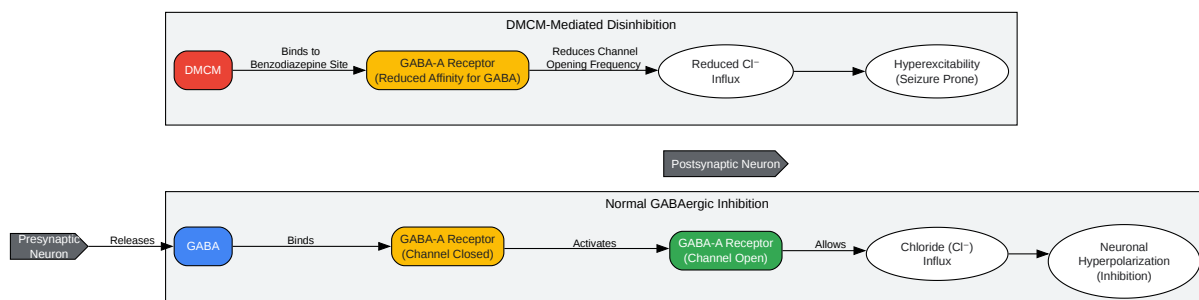 DMCM-Mediated Disinhibition
DMCM
Binds to
Benzodiazepine Site
GABA-A Receptor
(Reduced Affinity for GABA)
Reduces Channel
Opening Frequency
Reduced Cl⁻
Influx
Hyperexcitability
(Seizure Prone)
Postsynaptic Neuron
Normal GABAergic Inhibition
Presynaptic
Neuron
Releases
GABA
Binds
GABA-A Receptor
(Channel Closed)
Activates
GABA-A Receptor
(Channel Open)
Allows
Chloride (Cl⁻)
Influx
Neuronal
Hyperpolarization
(Inhibition)